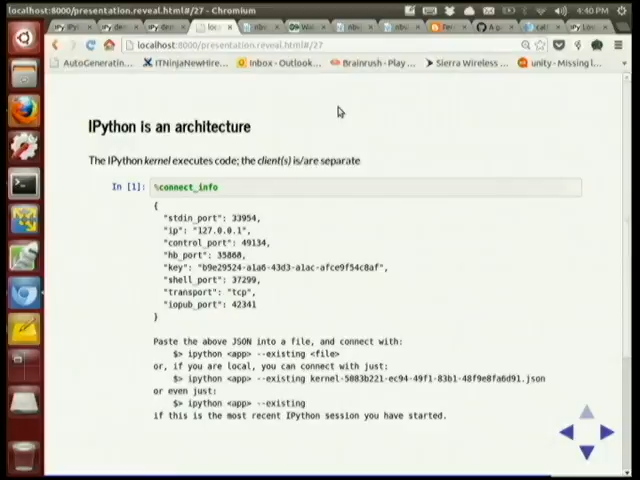 localhost:8000/presentation.reveal.html#/27 - Chromium
4:40 PM
localhost:8000/presentation.reveal.html#/27
AutoGeneratin... ITNinjaNewHire... Inbox - Outlook... Brainrush - Play ... Sierra Wireless ... unity - Missing l...
IPython is an architecture
The IPython kernel executes code; the client(s) is/are separate
In [1]: %connect_info
{
"stdin_port": 33954,
"ip": "127.0.0.1",
"control_port": 49134,
"hb_port": 35868,
"key": "b9e29524-a1a6-43d3-a1ac-afce9f54c8af",
"shell_port": 37299,
"transport": "tcp",
"iopub_port": 42341
}
Paste the above JSON into a file, and connect with:
$> ipython <app> --existing <file>
or, if you are local, you can connect with just:
$> ipython <app> --existing kernel-5083b221-ec94-49f1-83b1-48f9e8fa6d91.json
or even just:
$> ipython <app> --existing
if this is the most recent IPython session you have started.